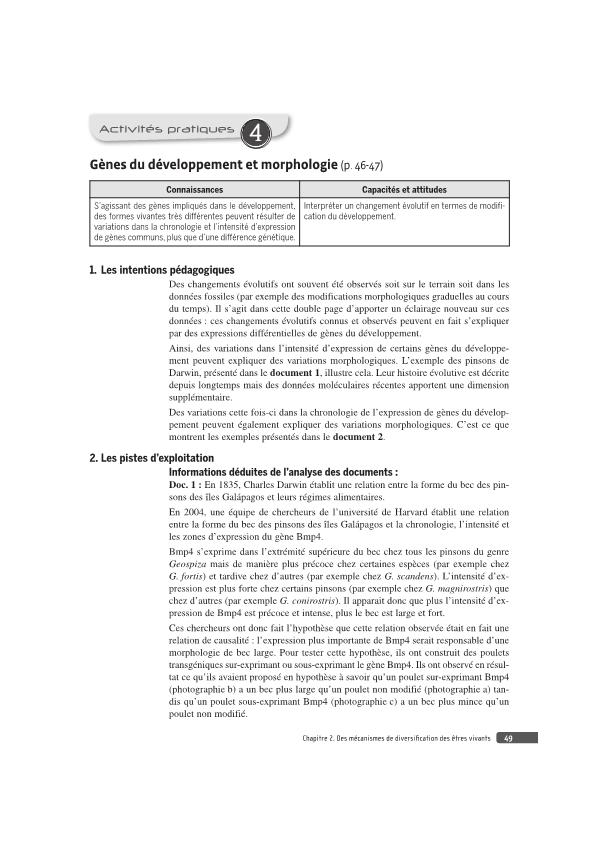 Activités pratiques 4
Gènes du développement et morphologie (p. 46-47)
Connaissances
Capacités et attitudes
S'agissant des gènes impliqués dans le développement,
des formes vivantes très différentes peuvent résulter de
variations dans la chronologie et l'intensité d'expression
de gènes communs, plus que d'une différence génétique.
Interpréter un changement évolutif en termes de modifi-
cation du développement.
1. Les intentions pédagogiques
Des changements évolutifs ont souvent été observés soit sur le terrain soit dans les
données fossiles (par exemple des modifications morphologiques graduelles au cours
du temps). Il s'agit dans cette double page d'apporter un éclairage nouveau sur ces
données : ces changements évolutifs connus et observés peuvent en fait s'expliquer
par des expressions différentielles de gènes du développement.
Ainsi, des variations dans l'intensité d'expression de certains gènes du développe-
ment peuvent expliquer des variations morphologiques. L'exemple des pinsons de
Darwin, présenté dans le document 1, illustre cela. Leur histoire évolutive est décrite
depuis longtemps mais des données moléculaires récentes apportent une dimension
supplémentaire.
Des variations cette fois-ci dans la chronologie de l'expression de gènes du dévelop-
pement peuvent également expliquer des variations morphologiques. C'est ce que
montrent les exemples présentés dans le document 2.
2. Les pistes d'exploitation
Informations déduites de l'analyse des documents :
Doc. 1 : En 1835, Charles Darwin établit une relation entre la forme du bec des pin-
sons des îles Galápagos et leurs régimes alimentaires.
En 2004, une équipe de chercheurs de l'université de Harvard établit une relation
entre la forme du bec des pinsons des îles Galápagos et la chronologie, l'intensité et
les zones d'expression du gène Bmp4.
Bmp4 s'exprime dans l'extrémité supérieure du bec chez tous les pinsons du genre
Geospiza mais de manière plus précoce chez certaines espèces (par exemple chez
G. fortis) et tardive chez d'autres (par exemple chez G. scandens). L'intensité d'ex-
pression est plus forte chez certains pinsons (par exemple chez G. magnirostris) que
chez d'autres (par exemple G. conirostris). Il apparait donc que plus l'intensité d'ex-
pression de Bmp4 est précoce et intense, plus le bec est large et fort.
Ces chercheurs ont donc fait l'hypothèse que cette relation observée était en fait une
relation de causalité : l'expression plus importante de Bmp4 serait responsable d'une
morphologie de bec large. Pour tester cette hypothèse, ils ont construit des poulets
transgéniques sur-exprimant ou sous-exprimant le gène Bmp4. Ils ont observé en résul-
tat ce qu'ils avaient proposé en hypothèse à savoir qu'un poulet sur-exprimant Bmp4
(photographie b) a un bec plus large qu'un poulet non modifié (photographie a) tan-
dis qu'un poulet sous-exprimant Bmp4 (photographie c) a un bec plus mince qu'un
poulet non modifié.
Chapitre 2. Des mécanismes de diversification des êtres vivants 49